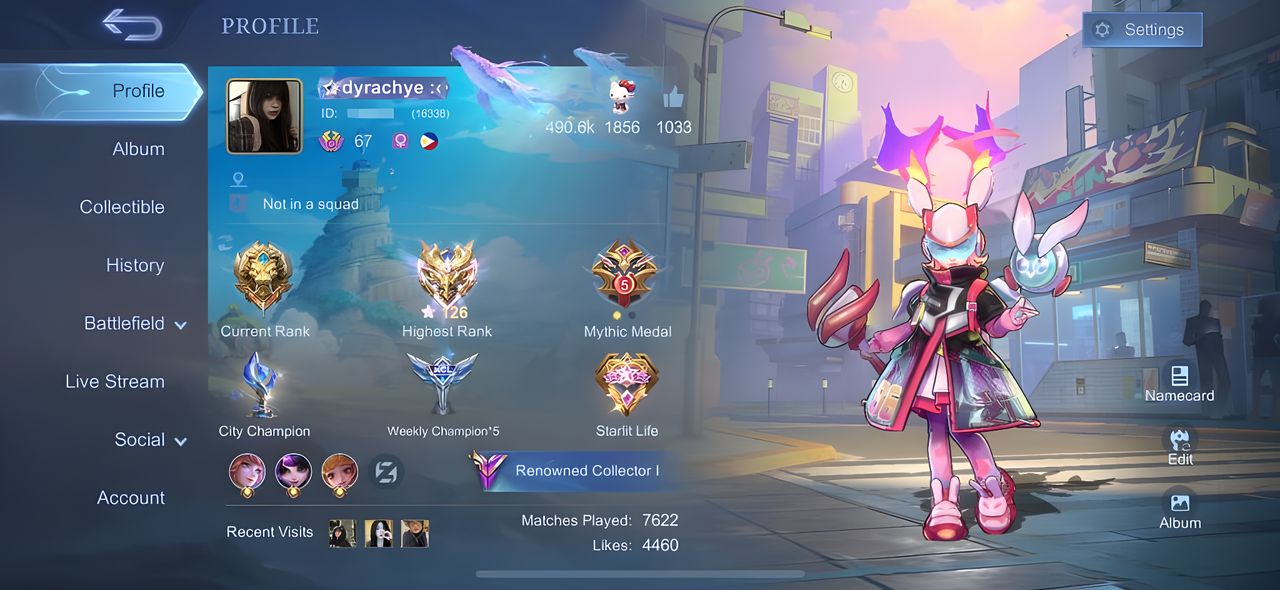 PROFILE
Settings
Profile
Album
Collectible
History
Battlefield
Live Stream
Social
Account
dyrachye :‹
ID:
(16338)
67
490.6k
1856
1033
Not in a squad
126
5
Current Rank
Highest Rank
Mythic Medal
MCL
City Champion
Weekly Champion*5
Starlit Life
Renowned Collector I
Recent Visits
Matches Played: 7622
Likes: 4460
Namecard
Edit
Album